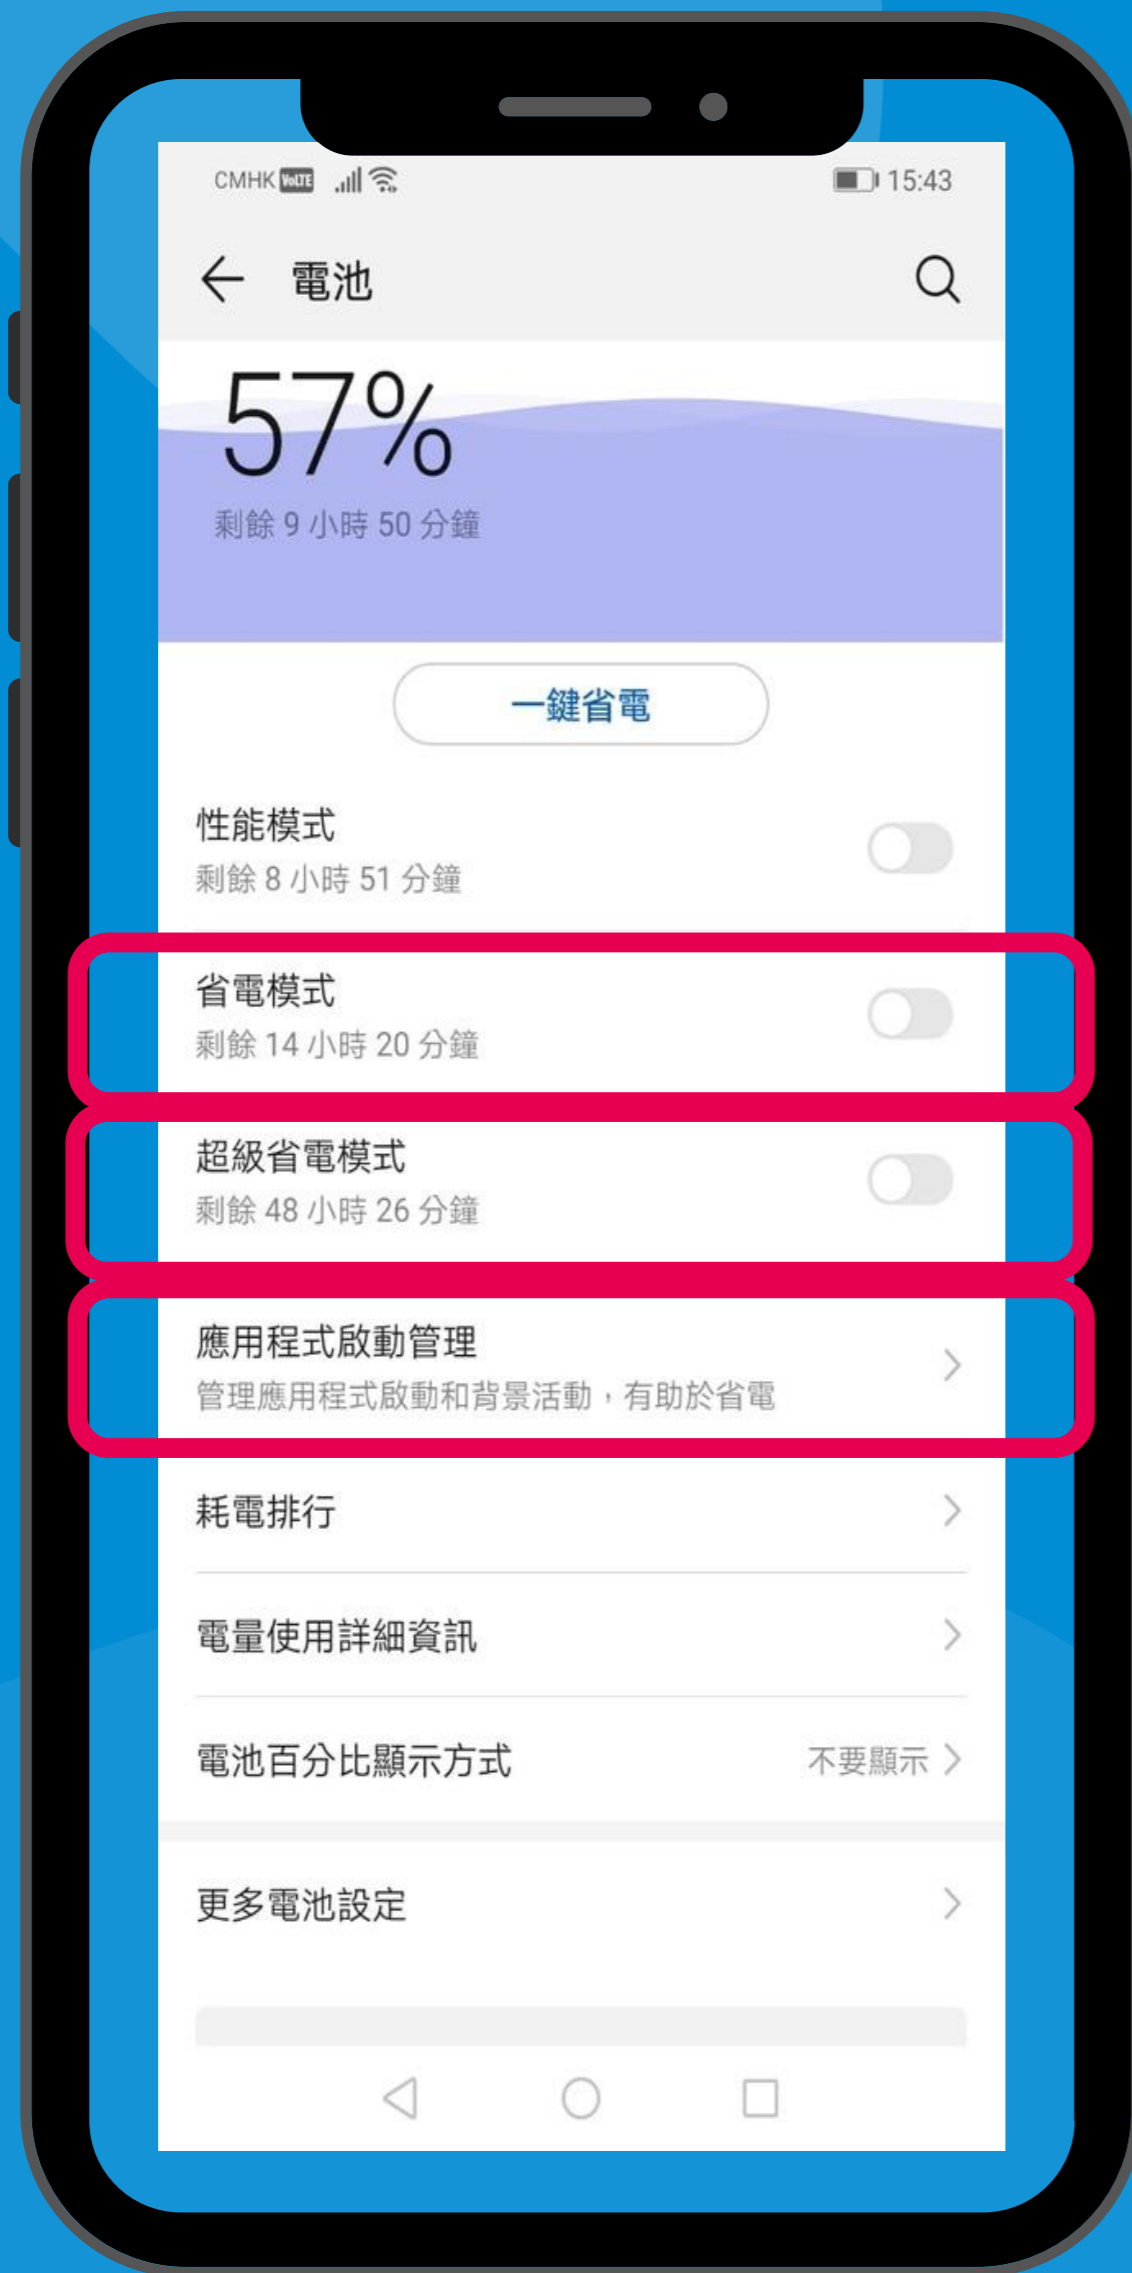 CMHK VoLTE 15:43
電池
57%
剩餘 9 小時 50 分鐘
一鍵省電
性能模式
剩餘 8 小時 51 分鐘
省電模式
剩餘 14 小時 20 分鐘
超級省電模式
剩餘 48 小時 26 分鐘
應用程式啟動管理
管理應用程式啟動和背景活動，有助於省電
耗電排行
電量使用詳細資訊
電池百分比顯示方式 不要顯示
更多電池設定